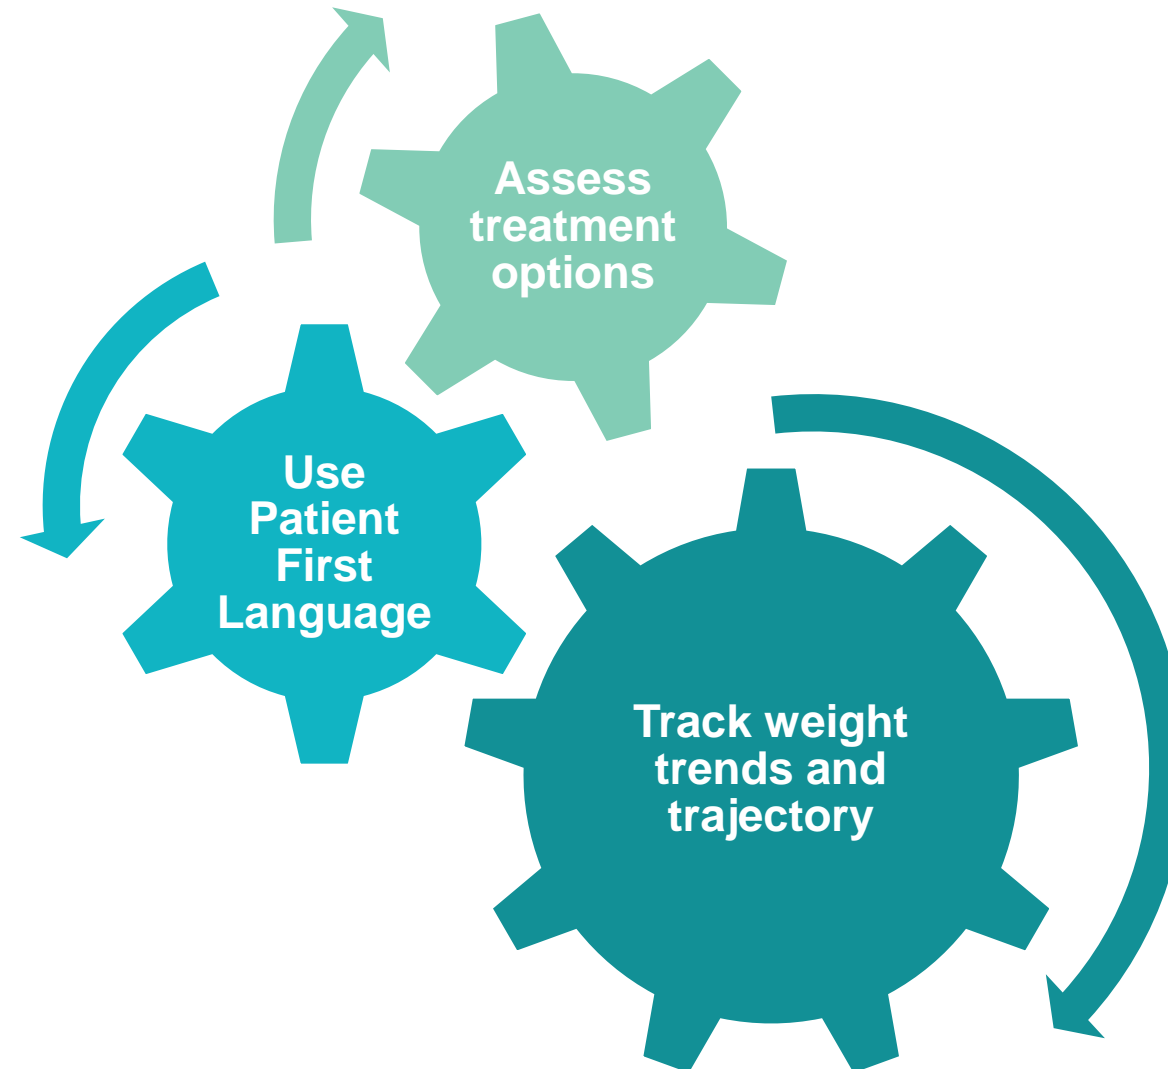 Assess
treatment
options
Use
Patient
First
Language
Track weight
trends and
trajectory